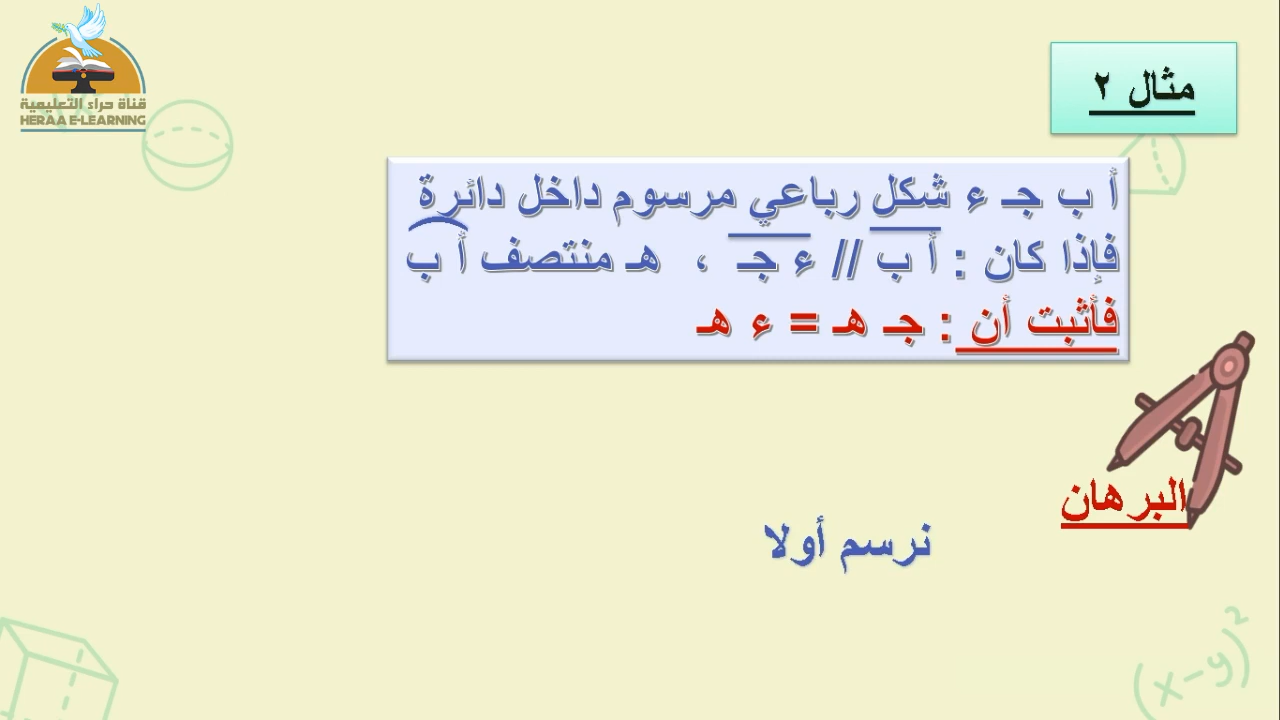 قناة حراء التعليمية
HERAA E-LEARNING
مثال ٢
أ ب جـ ء شكل رباعي مرسوم داخل دائرة
فإذا كان : أ ب // ء جـ ، هـ منتصف أ ب
فأثبت أن : جـ هـ = ء هـ
البرهان
نرسم أولا
(x-y)²